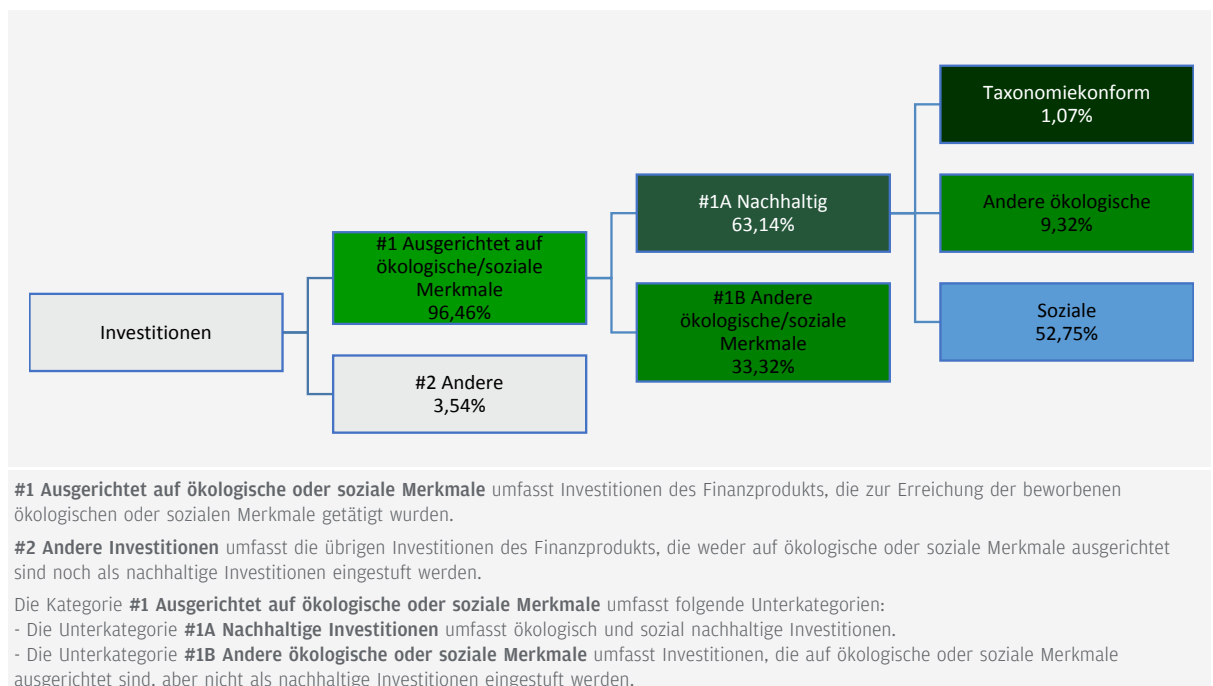 Investitionen
#1 Ausgerichtet auf
ökologische/soziale
Merkmale
96,46%
#2 Andere
3,54%
#1A Nachhaltig
63,14%
#1B Andere
ökologische/soziale
Merkmale
33,32%
Taxonomiekonform
1,07%
Andere ökologische
9,32%
Soziale
52,75%
#1 Ausgerichtet auf ökologische oder soziale Merkmale umfasst Investitionen des Finanzprodukts, die zur Erreichung der beworbenen
ökologischen oder sozialen Merkmale getätigt wurden.
#2 Andere Investitionen umfasst die übrigen Investitionen des Finanzprodukts, die weder auf ökologische oder soziale Merkmale ausgerichtet
sind noch als nachhaltige Investitionen eingestuft werden.
Die Kategorie #1 Ausgerichtet auf ökologische oder soziale Merkmale umfasst folgende Unterkategorien:
- Die Unterkategorie #1A Nachhaltige Investitionen umfasst ökologisch und sozial nachhaltige Investitionen.
- Die Unterkategorie #1B Andere ökologische oder soziale Merkmale umfasst Investitionen, die auf ökologische oder soziale Merkmale
ausgerichtet sind, aber nicht als nachhaltige Investitionen eingestuft werden.